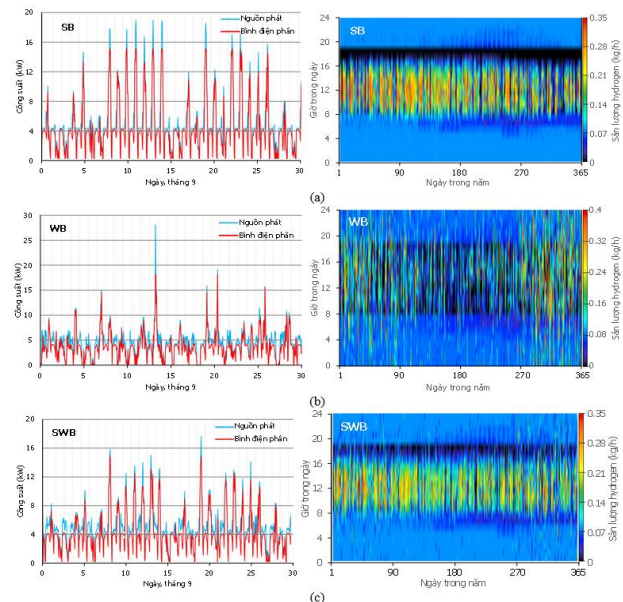 SB
Nguồn phát
Bình điện phân
Công suất (kW)
20
16
12
8
4
0
0 5 10 15 20 25 30
Ngày, tháng 9
SB
Giờ trong ngày
24
20
16
12
8
4
0
1 90 180 270 365
Ngày trong năm
0.35
0.28
0.21
0.14
0.07
0
Sản lượng hydrogen (kg/h)
(a)
WB
Nguồn phát
Bình điện phân
Công suất (kW)
30
25
20
15
10
5
0
0 5 10 15 20 25 30
Ngày, tháng 9
WB
Giờ trong ngày
24
20
16
12
8
4
0
1 90 180 270 365
Ngày trong năm
0.4
0.32
0.24
0.16
0.08
0
Sản lượng hydrogen (kg/h)
(b)
SWB
Nguồn phát
Bình điện phân
Công suất (kW)
20
16
12
8
4
0
0 5 10 15 20 25 30
Ngày, tháng 9
SWB
Giờ trong ngày
24
20
16
12
8
4
0
1 90 180 270 365
Ngày trong năm
0.35
0.28
0.21
0.14
0.07
0
Sản lượng hydrogen (kg/h)
(c)